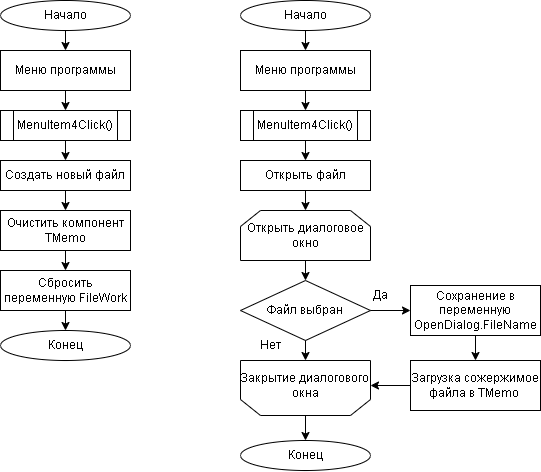 Начало
Меню программы
MenuItem4Click()
Создать новый файл
Очистить компонент
TMemo
Сбросить
переменную FileWork
Конец
Начало
Меню программы
MenuItem4Click()
Открыть файл
Открыть диалоговое
окно
Файл выбран
Да
Нет
Сохранение в
переменную
OpenDialog.FileName
Загрузка сожержимое
файла в TMemo
Закрытие диалогового
окна
Конец